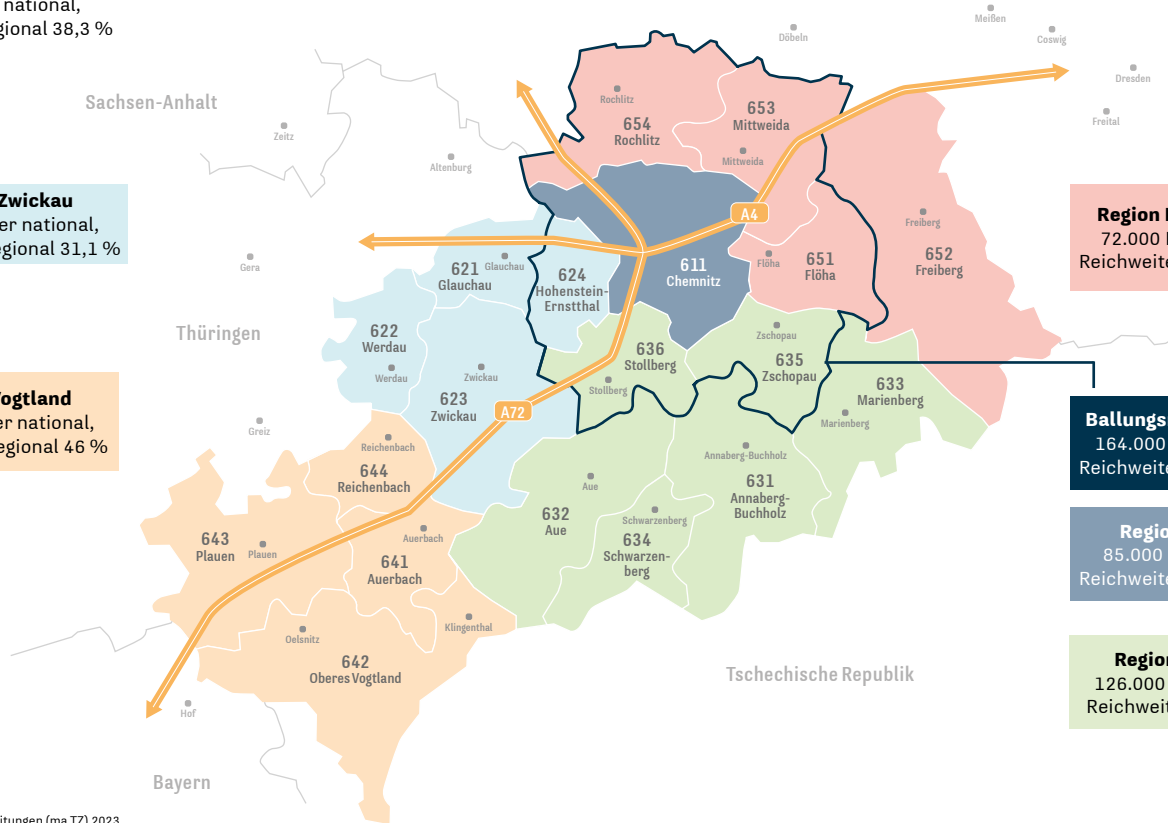 national,
gional 38,3 %
Meißen
Döbeln
Coswig
Dresden
Sachsen-Anhalt
Rochlitz
653
Mittweida
Freital
654
Rochlitz
Zeitz
Altenburg
Mittweida
Zwickau
er national,
egional 31,1 %
A4
Freiberg
Region
72.000
Reichweite
Gera
621
Glauchau
Glauchau
624
Hohenstein-
Ernstthal
611
Chemnitz
Flöha
651
Flöha
652
Freiberg
Thüringen
622
Werdau
Werdau
Zschopau
636
Stollberg
635
Zschopau
Zwickau
Stollberg
633
Marienberg
ogtland
er national,
egional 46 %
623
Zwickau
A72
Marienberg
Ballungs
164.000
Reichweite
Greiz
Reichenbach
644
Reichenbach
Annaberg-Buchholz
631
Annaberg-
Buchholz
Aue
632
Aue
Schwarzenberg
634
Schwarzen-
berg
Regio
85.000
Reichweite
643
Plauen
Plauen
Auerbach
641
Auerbach
Oelsnitz
Klingenthal
642
Oberes Vogtland
Region
126.000
Reichweit
Tschechische Republik
Hof
Bayern
itungen (ma TZ) 2023